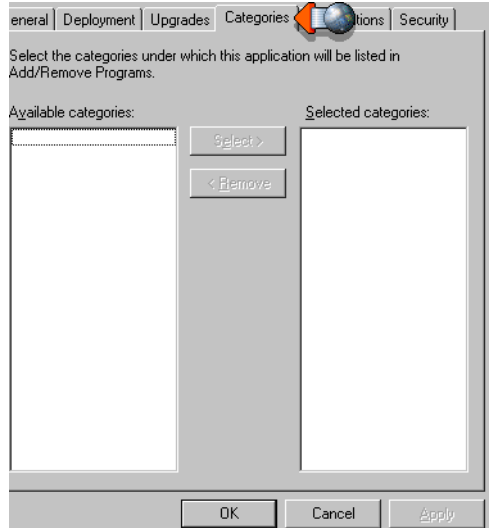 eneral Deployment Upgrades Categories tions Security
Select the categories under which this application will be listed in
Add/Remove Programs.
Available categories:
Selected categories:
Select >
< Remove
OK Cancel Apply